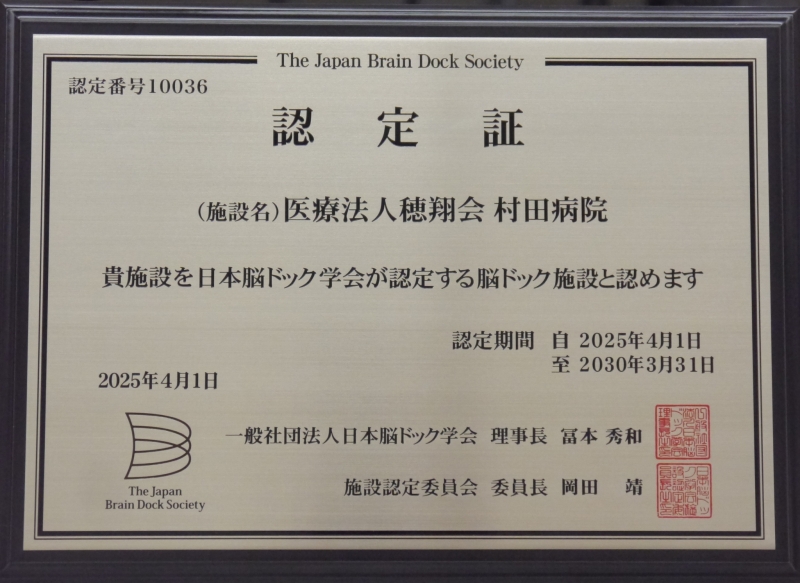 The Japan Brain Dock Society
認定番号10036
認定証
（施設名）医療法人穂翔会 村田病院
貴施設を日本脳ドック学会が認定する脳ドック施設と認めます
認定期間 自 2025年4月1日
至 2030年3月31日
2025年4月1日
一般社団法人日本脳ドック学会 理事長 冨本 秀和
施設認定委員会 委員長 岡田 靖
The Japan
Brain Dock Society